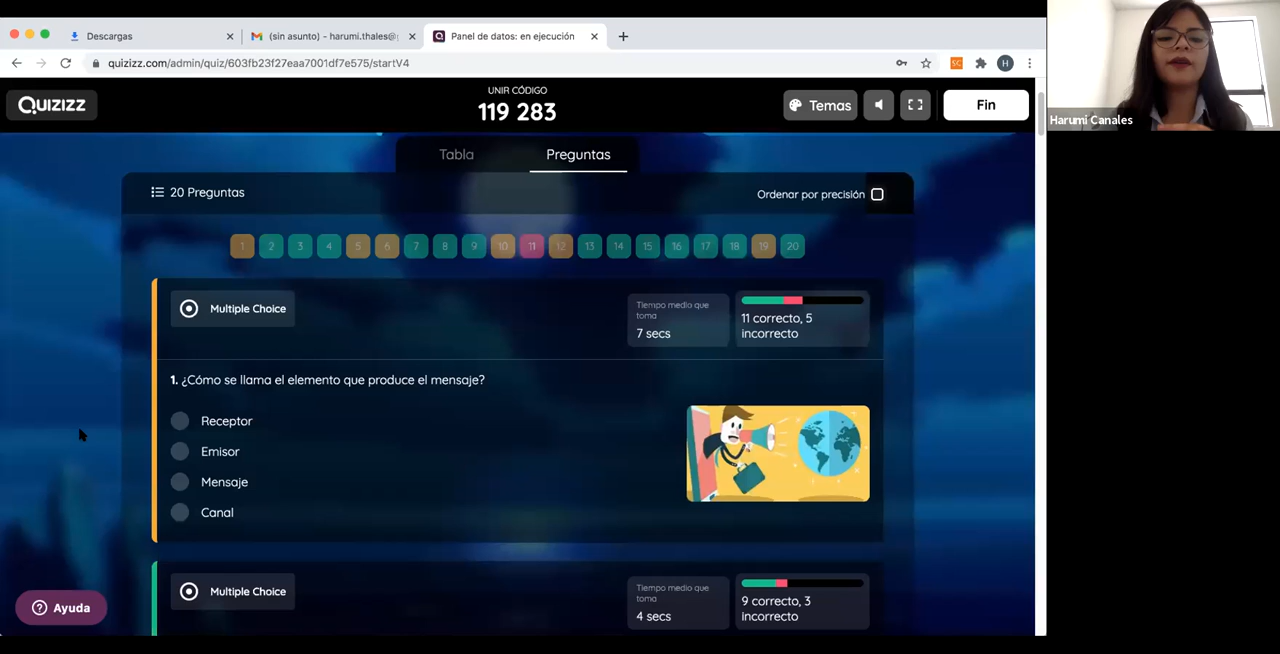 Descargas
(sin asunto) - harumi.thales@g
Panel de datos: en ejecución
quizizz.com/admin/quiz/603fb23f27eaa7001df7e575/startV4
SC
H
QUIZIZZ
UNIR CÓDIGO
119 283
Temas
Fin
Harumi Canales
Tabla
Preguntas
20 Preguntas
Ordenar por precisión
1 2 3 4 5 6 7 8 9 10 11 12 13 14 15 16 17 18 19 20
Multiple Choice
Tiempo medio que
toma
7 secs
11 correcto, 5
incorrecto
1. ¿Cómo se llama el elemento que produce el mensaje?
Receptor
Emisor
Mensaje
Canal
Multiple Choice
Tiempo medio que
toma
4 secs
9 correcto, 3
incorrecto
Ayuda